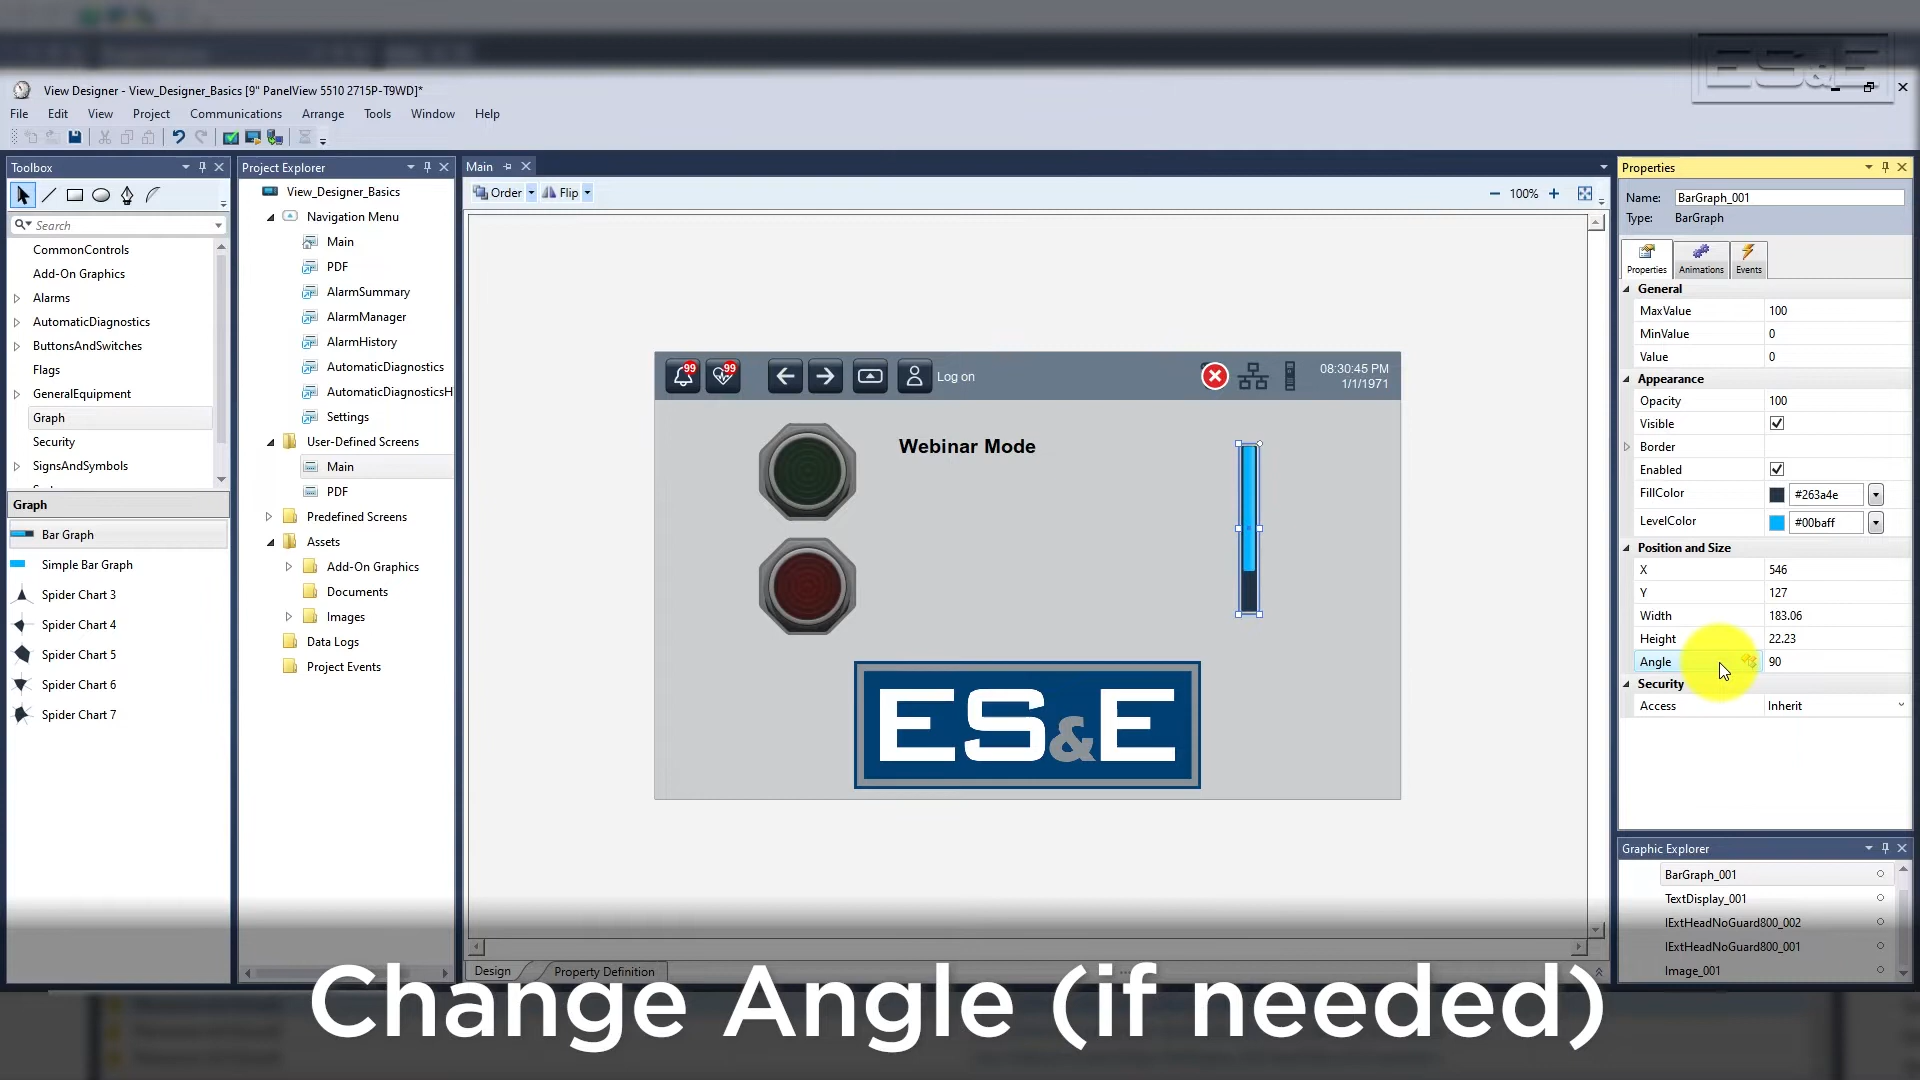 ES&E
View Designer - View_Designer_Basics [9" PanelView 5510 2715P-T9WD]*
File Edit View Project Communications Arrange Tools Window Help
Toolbox
Search
CommonControls
Add-On Graphics
Alarms
AutomaticDiagnostics
ButtonsAndSwitches
Flags
GeneralEquipment
Graph
Security
SignsAndSymbols
Graph
Bar Graph
Simple Bar Graph
Spider Chart 3
Spider Chart 4
Spider Chart 5
Spider Chart 6
Spider Chart 7
Project Explorer
View_Designer_Basics
Navigation Menu
Main
PDF
AlarmSummary
AlarmManager
AlarmHistory
AutomaticDiagnostics
AutomaticDiagnosticsH
Settings
User-Defined Screens
Main
PDF
Predefined Screens
Assets
Add-On Graphics
Documents
Images
Data Logs
Project Events
Main
Order Flip 100%
99 99 Log on 08:30:45 PM
1/1/1971
Webinar Mode
ES&E
Design Property Definition
Properties
Name: BarGraph_001
Type: BarGraph
Properties Animations Events
General
MaxValue 100
MinValue 0
Value 0
Appearance
Opacity 100
Visible
Border
Enabled
FillColor #263a4e
LevelColor #00baff
Position and Size
X 546
Y 127
Width 183.06
Height 22.23
Angle 90
Security
Access Inherit
Graphic Explorer
BarGraph_001
TextDisplay_001
IExtHeadNoGuard800_002
IExtHeadNoGuard800_001
Image_001
Change Angle (if needed)